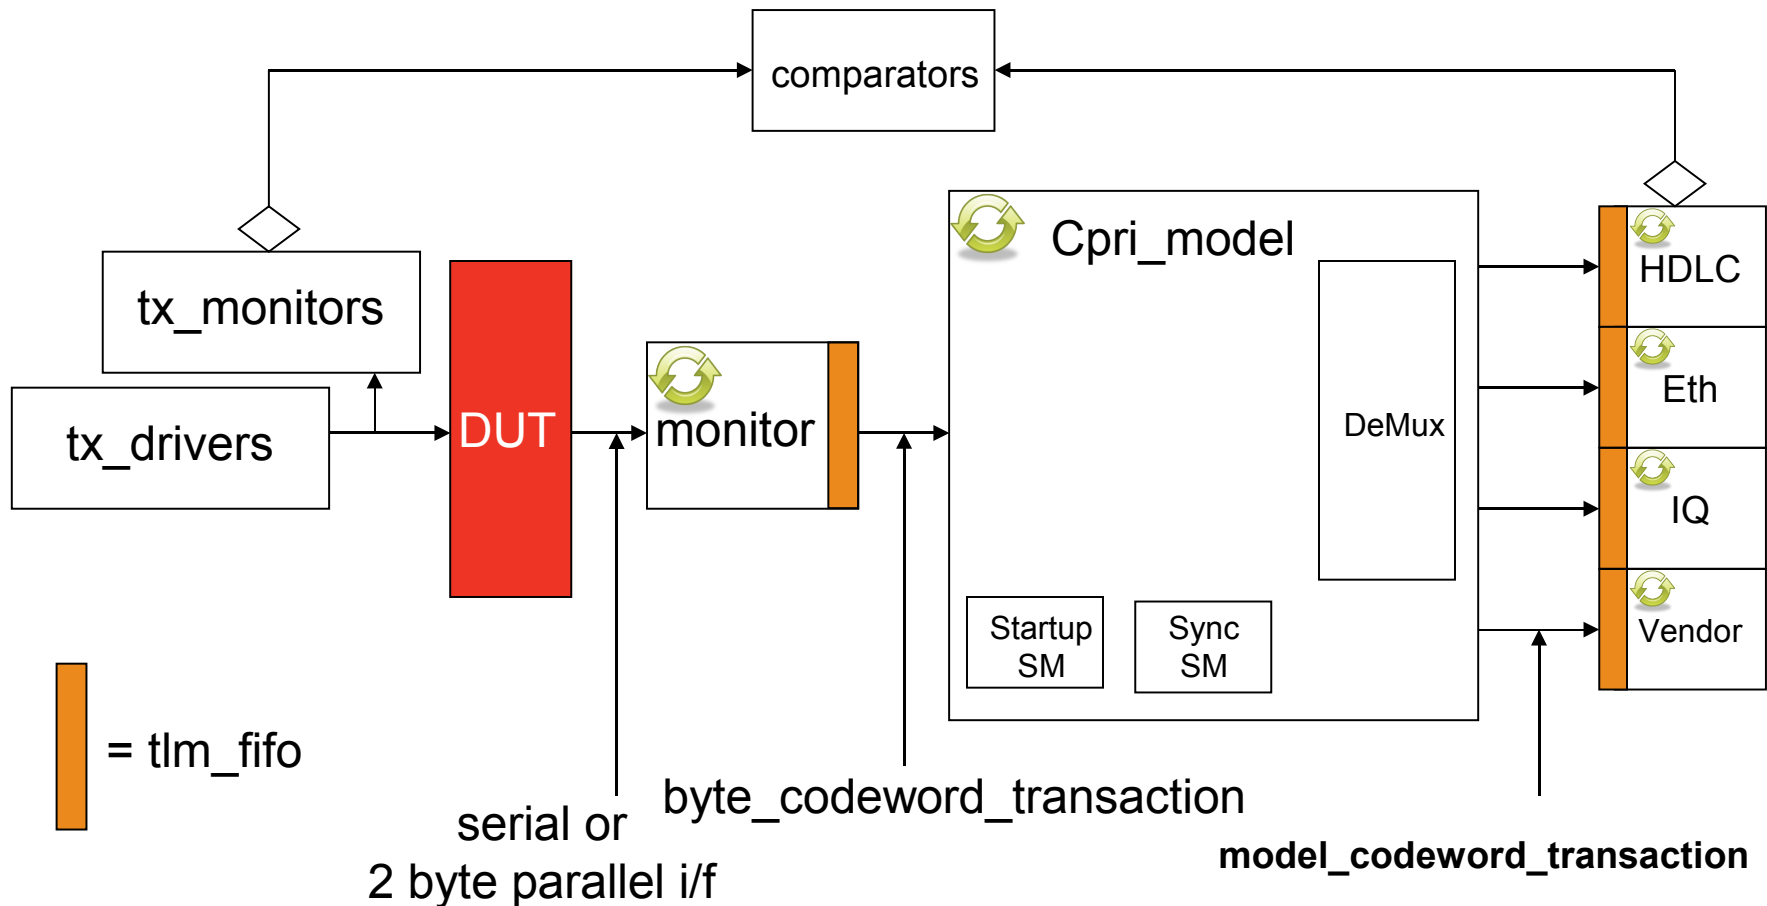 comparators
Cpri_model
HDLC
tx_monitors
Eth
DUT
monitor
DeMux
tx_drivers
IQ
Startup
SM
Sync
SM
Vendor
= tlm_fifo
byte_codeword_transaction
serial or
2 byte parallel i/f
model_codeword_transaction